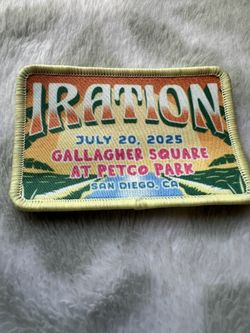 IRATION
JULY 20, 2025
GALLAGHER SQUARE
AT PETCO PARK
SAN DIEGO, CA